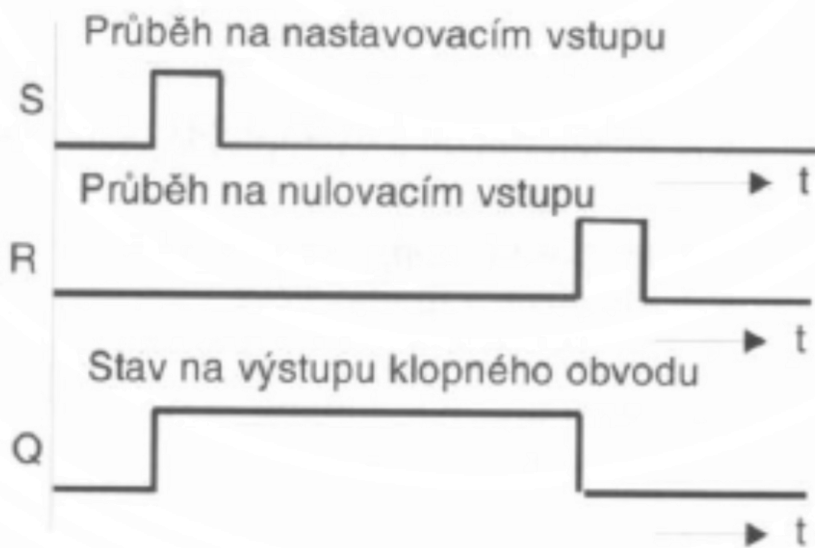 Průběh na nastavovacím vstupu
S
t
Průběh na nulovacím vstupu
R
t
Stav na výstupu klopného obvodu
Q
t